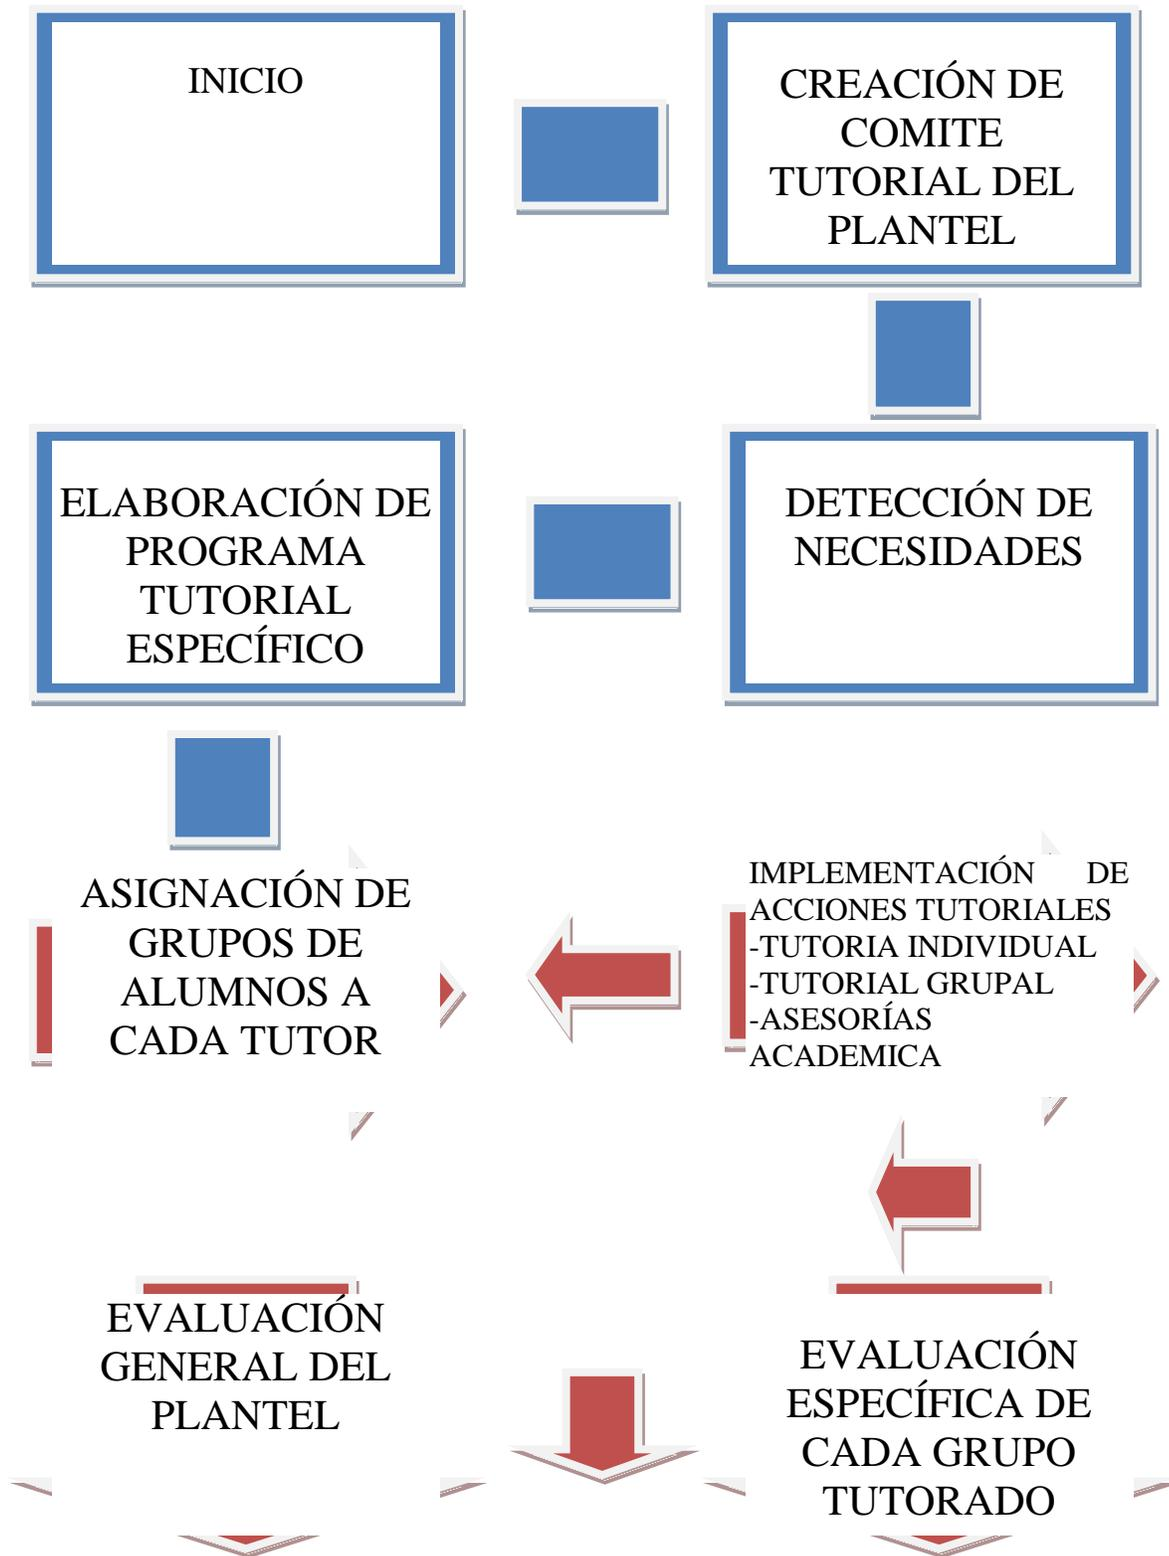 INICIO
CREACIÓN DE
COMITE
TUTORIAL DEL
PLANTEL
ELABORACIÓN DE
PROGRAMA
TUTORIAL
ESPECÍFICO
DETECCIÓN DE
NECESIDADES
ASIGNACIÓN DE
GRUPOS DE
ALUMNOS A
CADA TUTOR
IMPLEMENTACIÓN DE
ACCIONES TUTORIALES
-TUTORIA INDIVIDUAL
-TUTORIAL GRUPAL
-ASESORÍAS
ACADEMICA
EVALUACIÓN
GENERAL DEL
PLANTEL
EVALUACIÓN
ESPECÍFICA DE
CADA GRUPO
TUTORADO